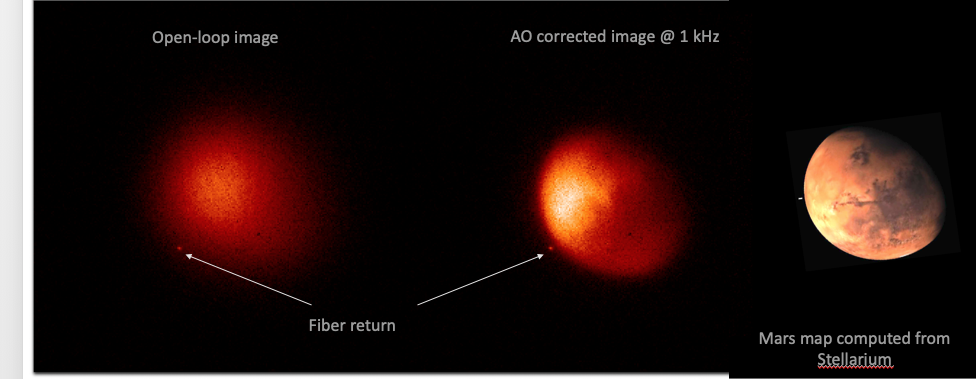 Open-loop image
AO corrected image @ 1 kHz
Fiber return
Mars map computed from
Stellarium